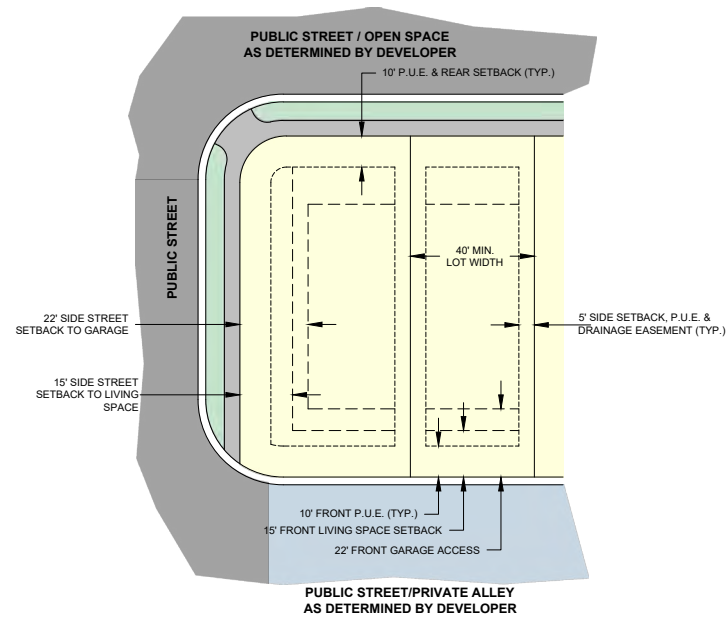 PUBLIC STREET / OPEN SPACE
AS DETERMINED BY DEVELOPER
10' P.U.E. & REAR SETBACK (TYP.)
PUBLIC STREET
40' MIN.
LOT WIDTH
22' SIDE STREET
SETBACK TO GARAGE
5' SIDE SETBACK, P.U.E. &
DRAINAGE EASEMENT (TYP.)
15' SIDE STREET
SETBACK TO LIVING
SPACE
10' FRONT P.U.E. (TYP.)
15' FRONT LIVING SPACE SETBACK
22' FRONT GARAGE ACCESS
PUBLIC STREET/PRIVATE ALLEY
AS DETERMINED BY DEVELOPER